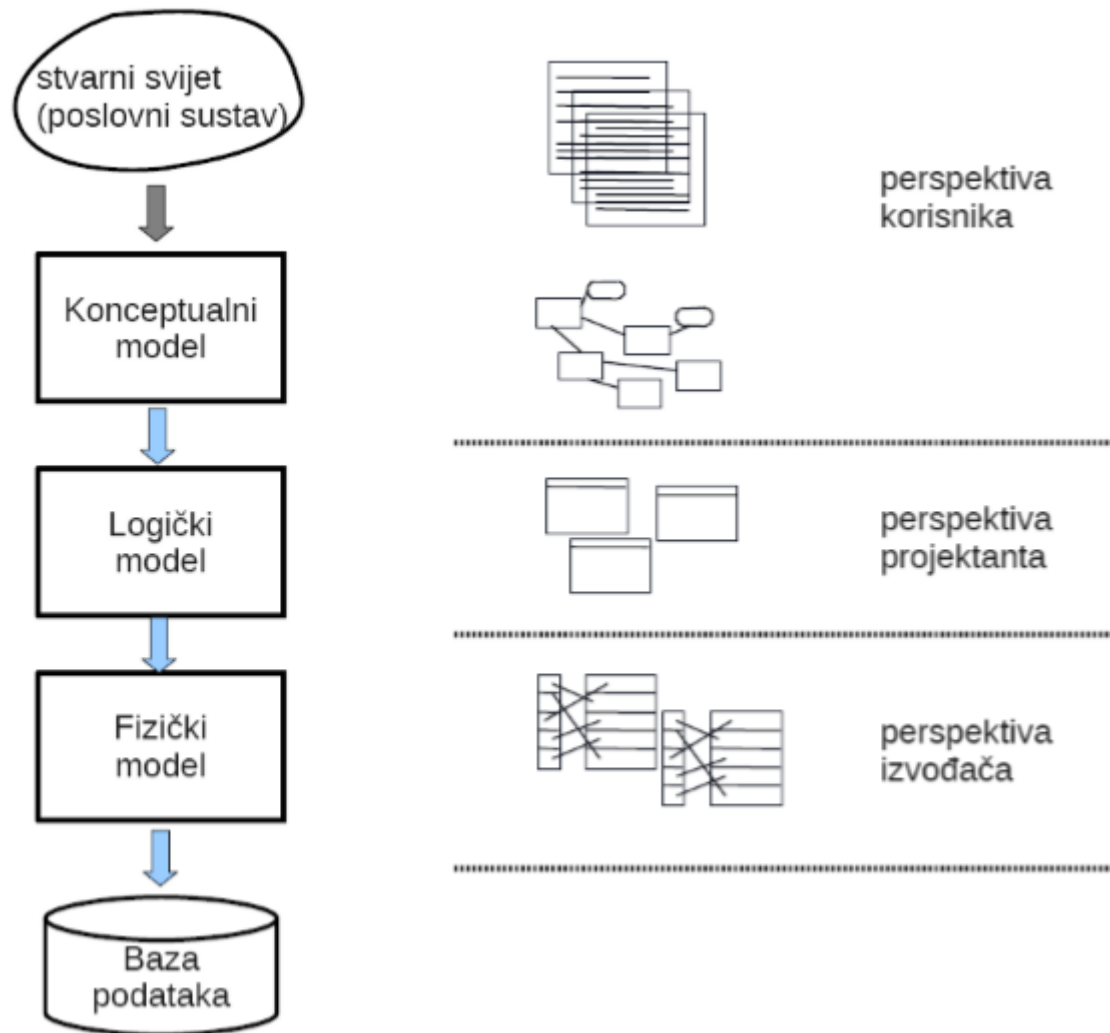 stvarni svijet
(poslovni sustav)
perspektiva
korisnika
Konceptualni
model
Logički
model
perspektiva
projektanta
Fizički
model
perspektiva
izvođača
Baza
podataka